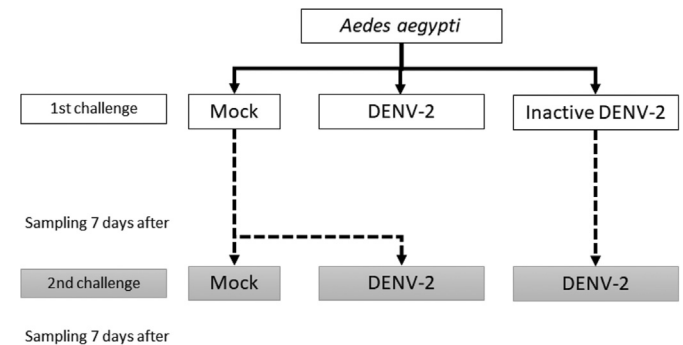 Aedes aegypti
1st challenge
Mock
DENV-2
Inactive DENV-2
Sampling 7 days after
2nd challenge
Mock
DENV-2
DENV-2
Sampling 7 days after